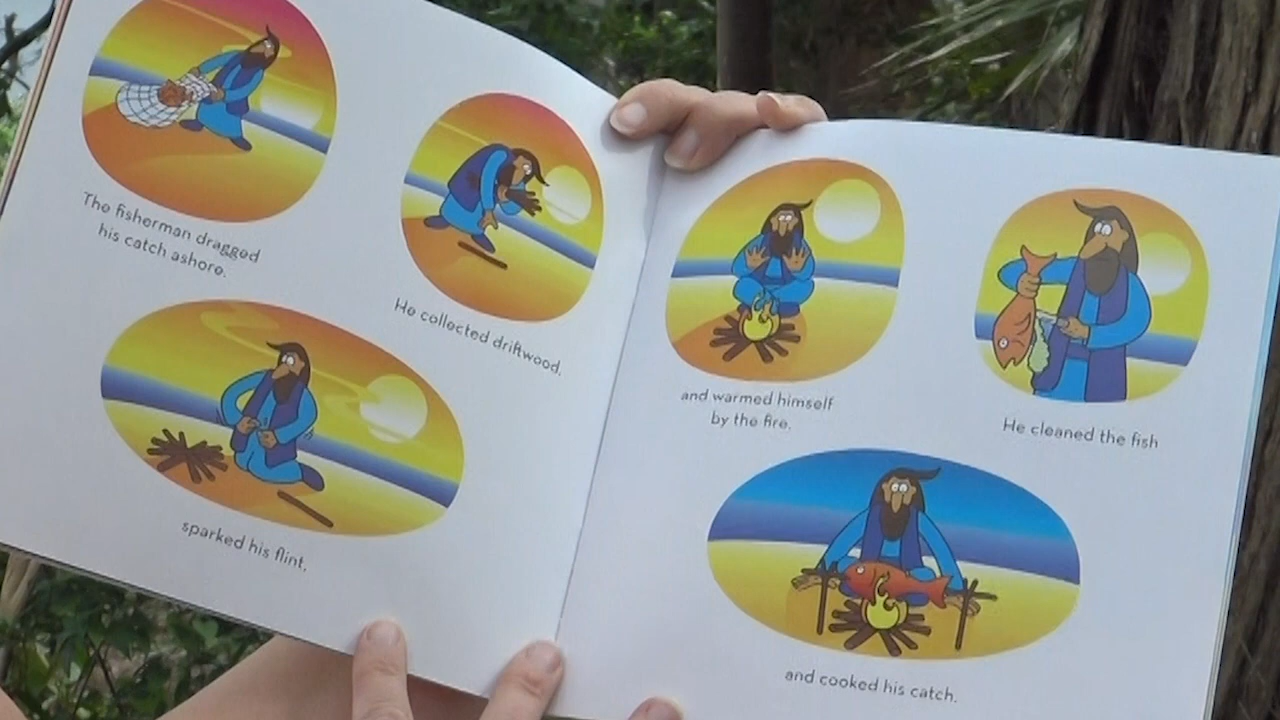 The fisherman dragged
his catch ashore.
He collected driftwood,
sparked his flint,
and warmed himself
by the fire.
He cleaned the fish
and cooked his catch.